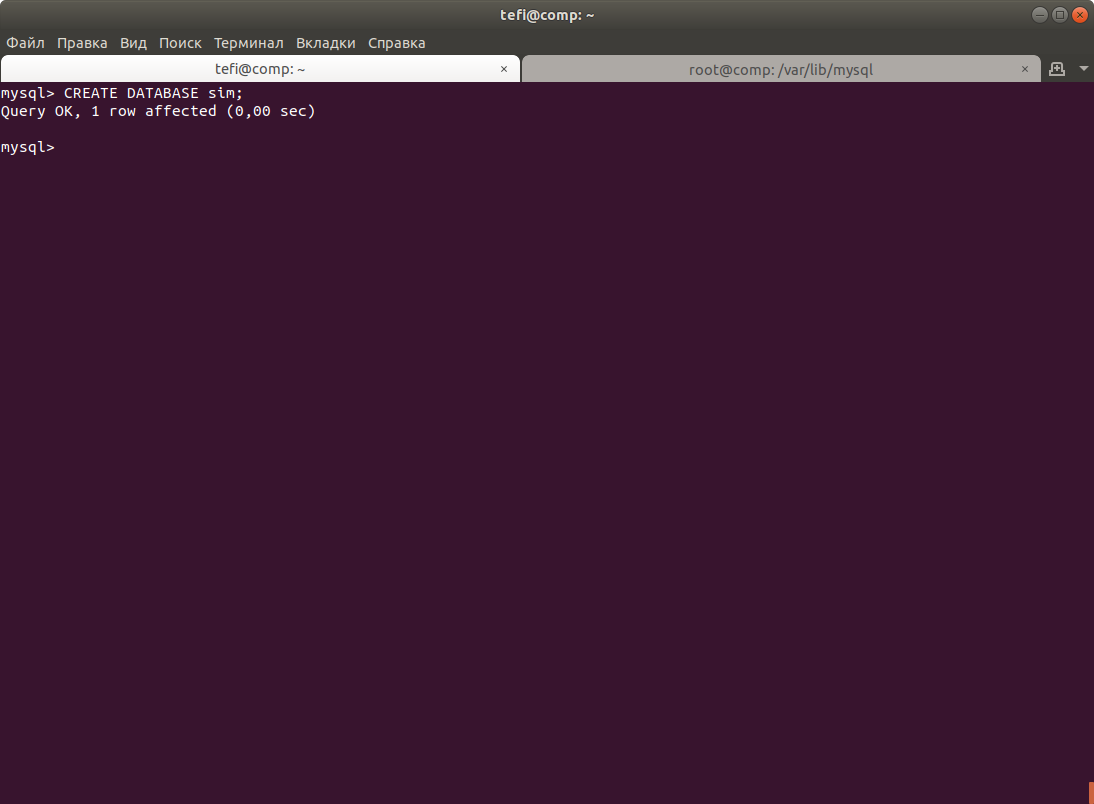 tefi@comp: ~
Файл Правка Вид Поиск Терминал Вкладки Справка
tefi@comp: ~ × root@comp: /var/lib/mysql ×
mysql> CREATE DATABASE sim;
Query OK, 1 row affected (0,00 sec)
mysql>